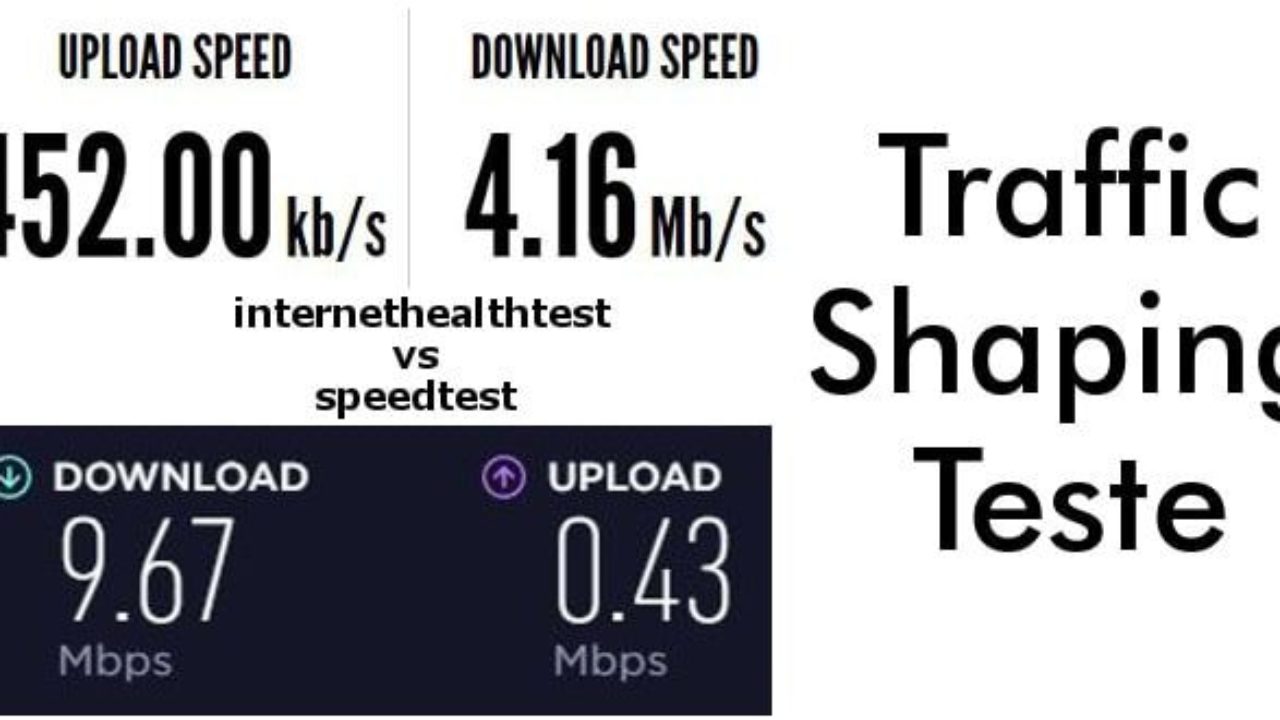 UPLOAD SPEED
452.00 kb/s
DOWNLOAD SPEED
4.16 Mb/s
internethealthtest
vs
speedtest
DOWNLOAD
9.67
Mbps
UPLOAD
0.43
Mbps
Traffic
Shaping
Teste